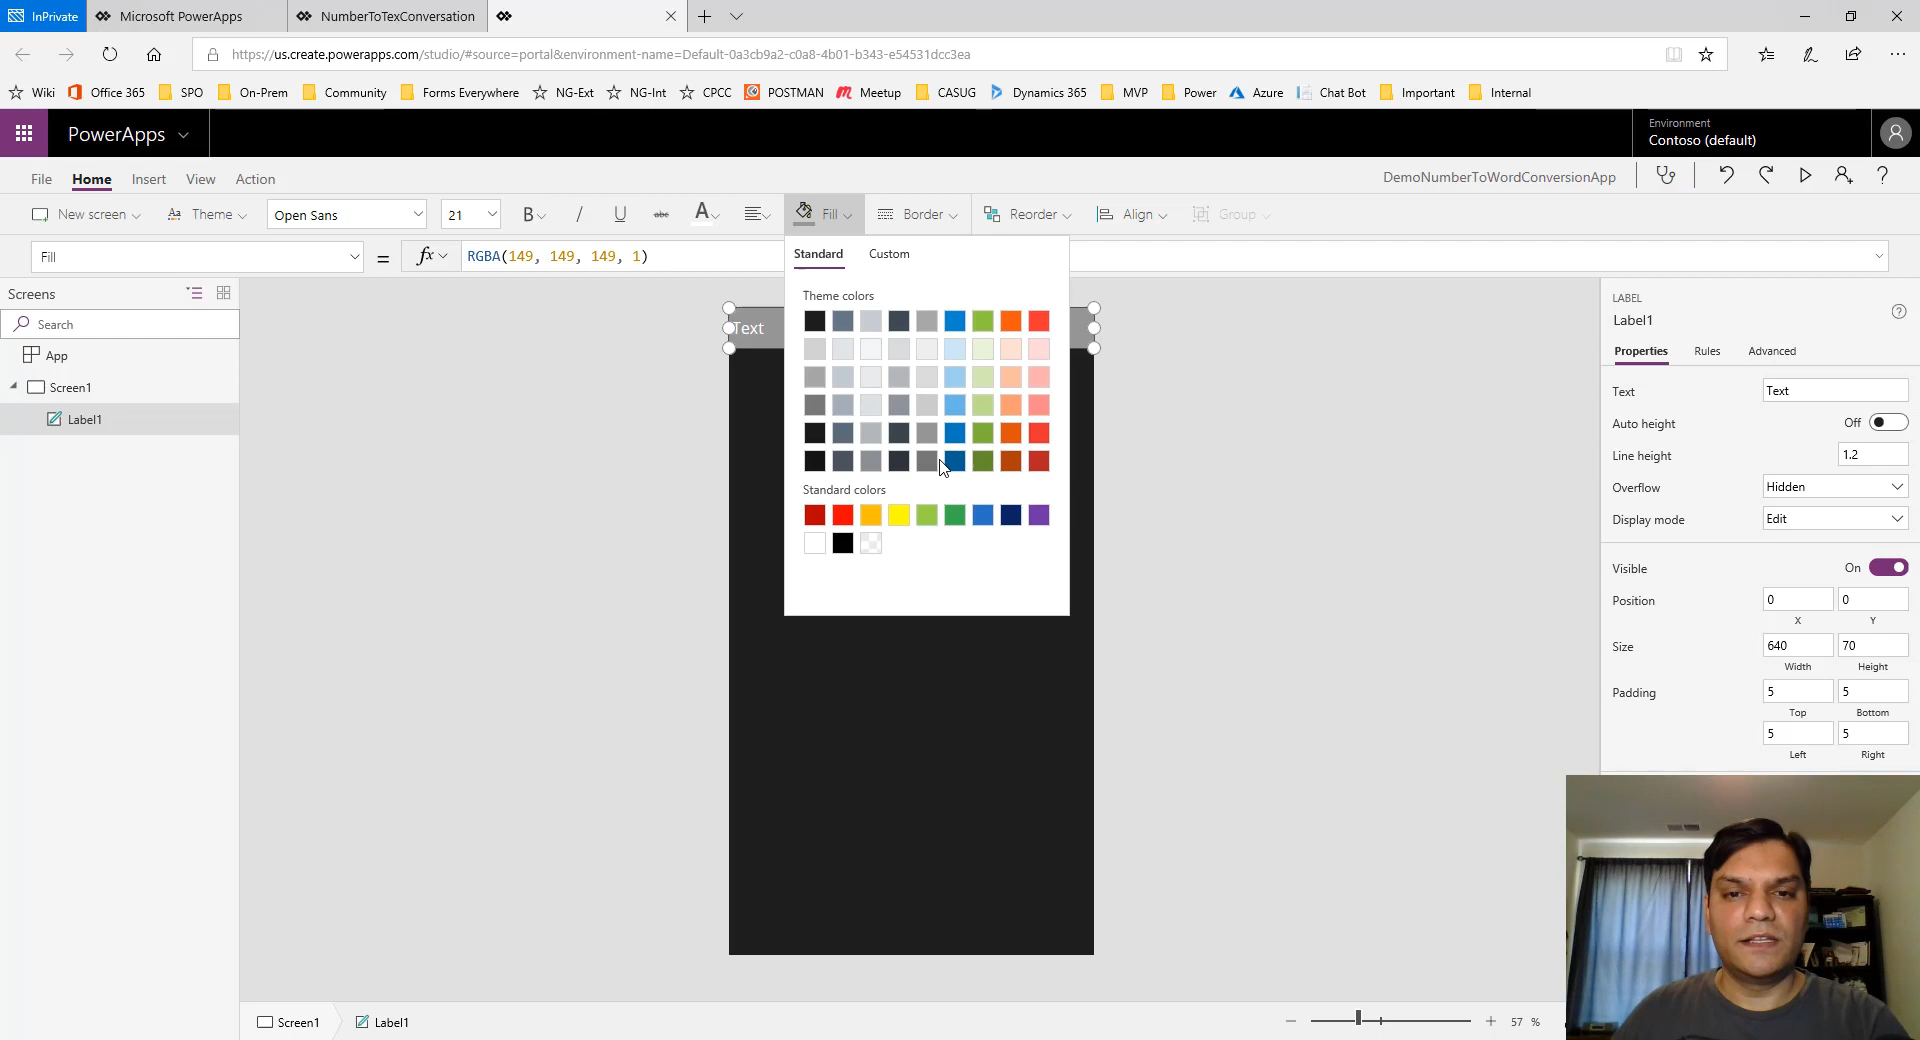 InPrivate
Microsoft PowerApps
NumberToTexConversation
https://us.create.powerapps.com/studio/#source=portal&environment-name=Default-0a3cb9a2-c0a8-4b01-b343-e54531dcc3ea
Wiki
Office 365
SPO
On-Prem
Community
Forms Everywhere
NG-Ext
NG-Int
CPCC
POSTMAN
Meetup
CASUG
Dynamics 365
MVP
Power
Azure
Chat Bot
Important
Internal
PowerApps
Environment
Contoso (default)
File
Home
Insert
View
Action
DemoNumberToWordConversionApp
New screen
Theme
Open Sans
21
B
/
U
abc
A
Fill
Border
Reorder
Align
Group
Fill
=
fx
RGBA(149, 149, 149, 1)
Standard
Custom
Theme colors
Standard colors
Screens
Search
App
Screen1
Label1
Text
LABEL
Label1
Properties
Rules
Advanced
Text
Text
Auto height
Off
Line height
1.2
Overflow
Hidden
Display mode
Edit
Visible
On
Position
0
0
X
Y
Size
640
70
Width
Height
Padding
5
5
Top
Bottom
5
5
Left
Right
Screen1
Label1
57 %